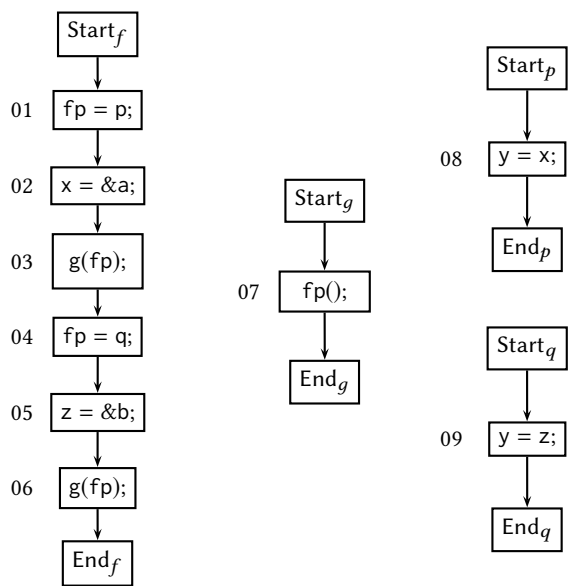 Start_f
01 fp = p;
02 x = &a;
03 g(fp);
04 fp = q;
05 z = &b;
06 g(fp);
End_f
Start_g
07 fp();
End_g
Start_p
08 y = x;
End_p
Start_q
09 y = z;
End_q